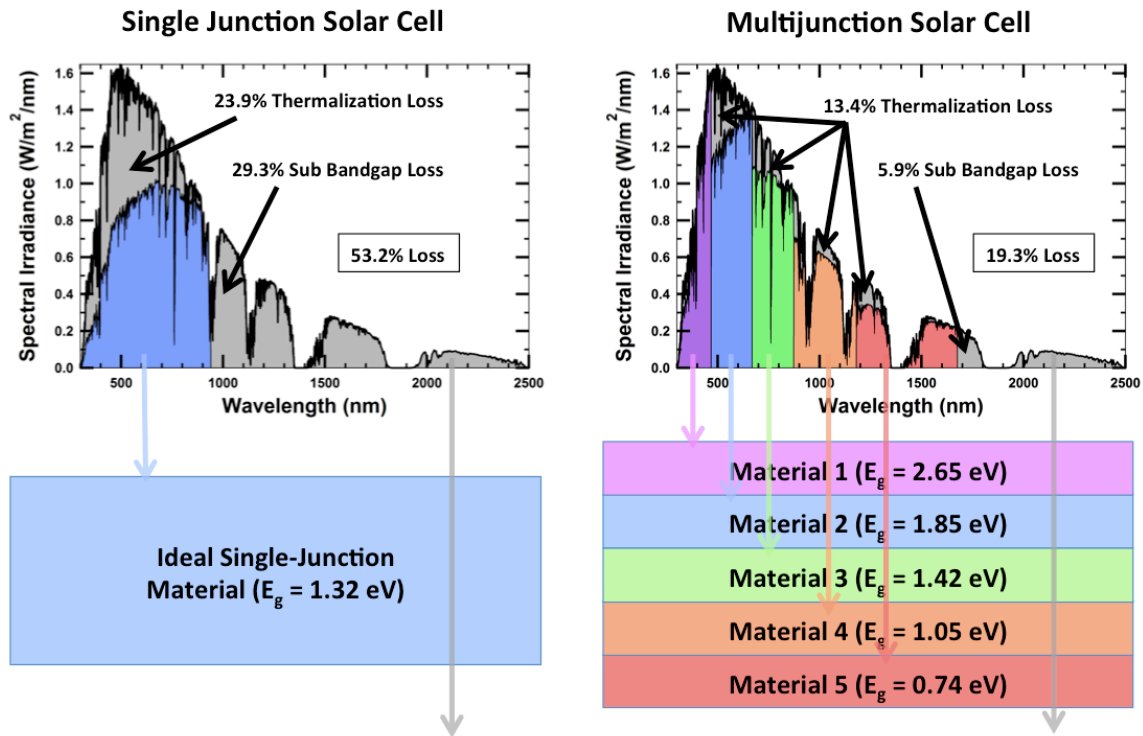 Single Junction Solar Cell
1.6
1.4
1.2
1.0
0.8
0.6
0.4
0.2
0.0
Spectral Irradiance (W/m²/nm)
23.9% Thermalization Loss
29.3% Sub Bandgap Loss
53.2% Loss
500
1000
1500
2000
2500
Wavelength (nm)
Ideal Single-Junction
Material (Eg = 1.32 eV)
Multijunction Solar Cell
1.6
1.4
1.2
1.0
0.8
0.6
0.4
0.2
0.0
Spectral Irradiance (W/m²/nm)
13.4% Thermalization Loss
5.9% Sub Bandgap Loss
19.3% Loss
500
1000
1500
2000
2500
Wavelength (nm)
Material 1 (Eg = 2.65 eV)
Material 2 (Eg = 1.85 eV)
Material 3 (Eg = 1.42 eV)
Material 4 (Eg = 1.05 eV)
Material 5 (Eg = 0.74 eV)